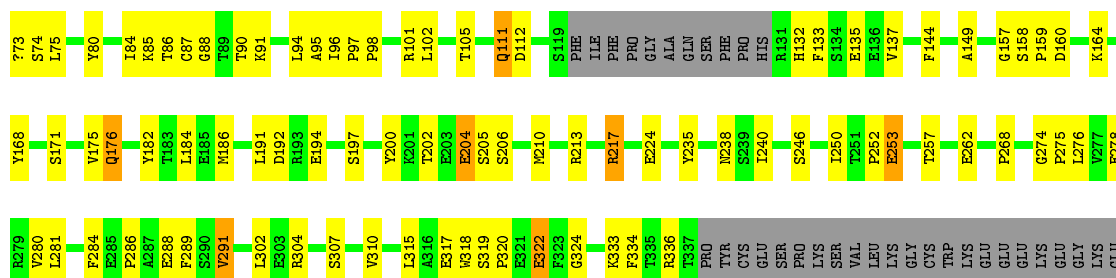 ?73 S74 L75 Y80 I84 K85 T86 C87 G88 T89 T90 K91 L94 A95 I96 P97 P98 R101 L102 T105 Q111 D112 S119 PHE ILE PHE PRO GLY ALA GLN SER PHE PRO HIS R131 H132 F133 S134 E135 E136 V137 F144 A149 G157 S158 P159 D160 K164
Y168 S171 V175 Q176 Y182 T183 L184 E185 M186 L191 D192 R193 E194 S197 Y200 K201 T202 E203 E204 S205 S206 M210 R213 R217 E224 Y235 N238 S239 I240 S246 I250 T251 P252 E253 T257 E262 P268 G274 P275 L276 V277
R279 V280 L281 F284 E285 P286 A287 E288 F289 S290 V291 L302 E303 R304 S307 V310 L315 A316 E317 W318 S319 P320 E321 E322 F323 G324 K333 F334 T335 R336 T337 PRO TYR CYS GLU SER PRO LYS SER VAL LEU LYS GLY CYS TRP LYS GLU GLU GLU LYS GLU GLY LYS